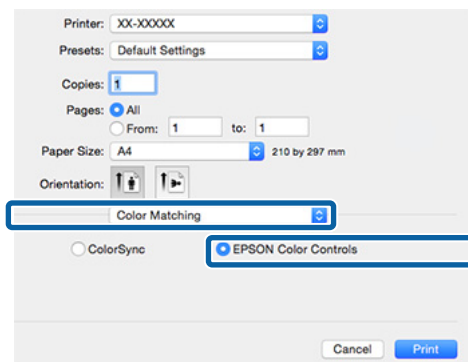 Printer: XX-XXXXX
Presets: Default Settings
Copies: 1
Pages: All
From: 1 to: 1
Paper Size: A4 210 by 297 mm
Orientation:
Color Matching
ColorSync EPSON Color Controls
Cancel Print